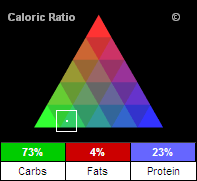 Caloric Ratio ©
73% 4% 23%
Carbs Fats Protein